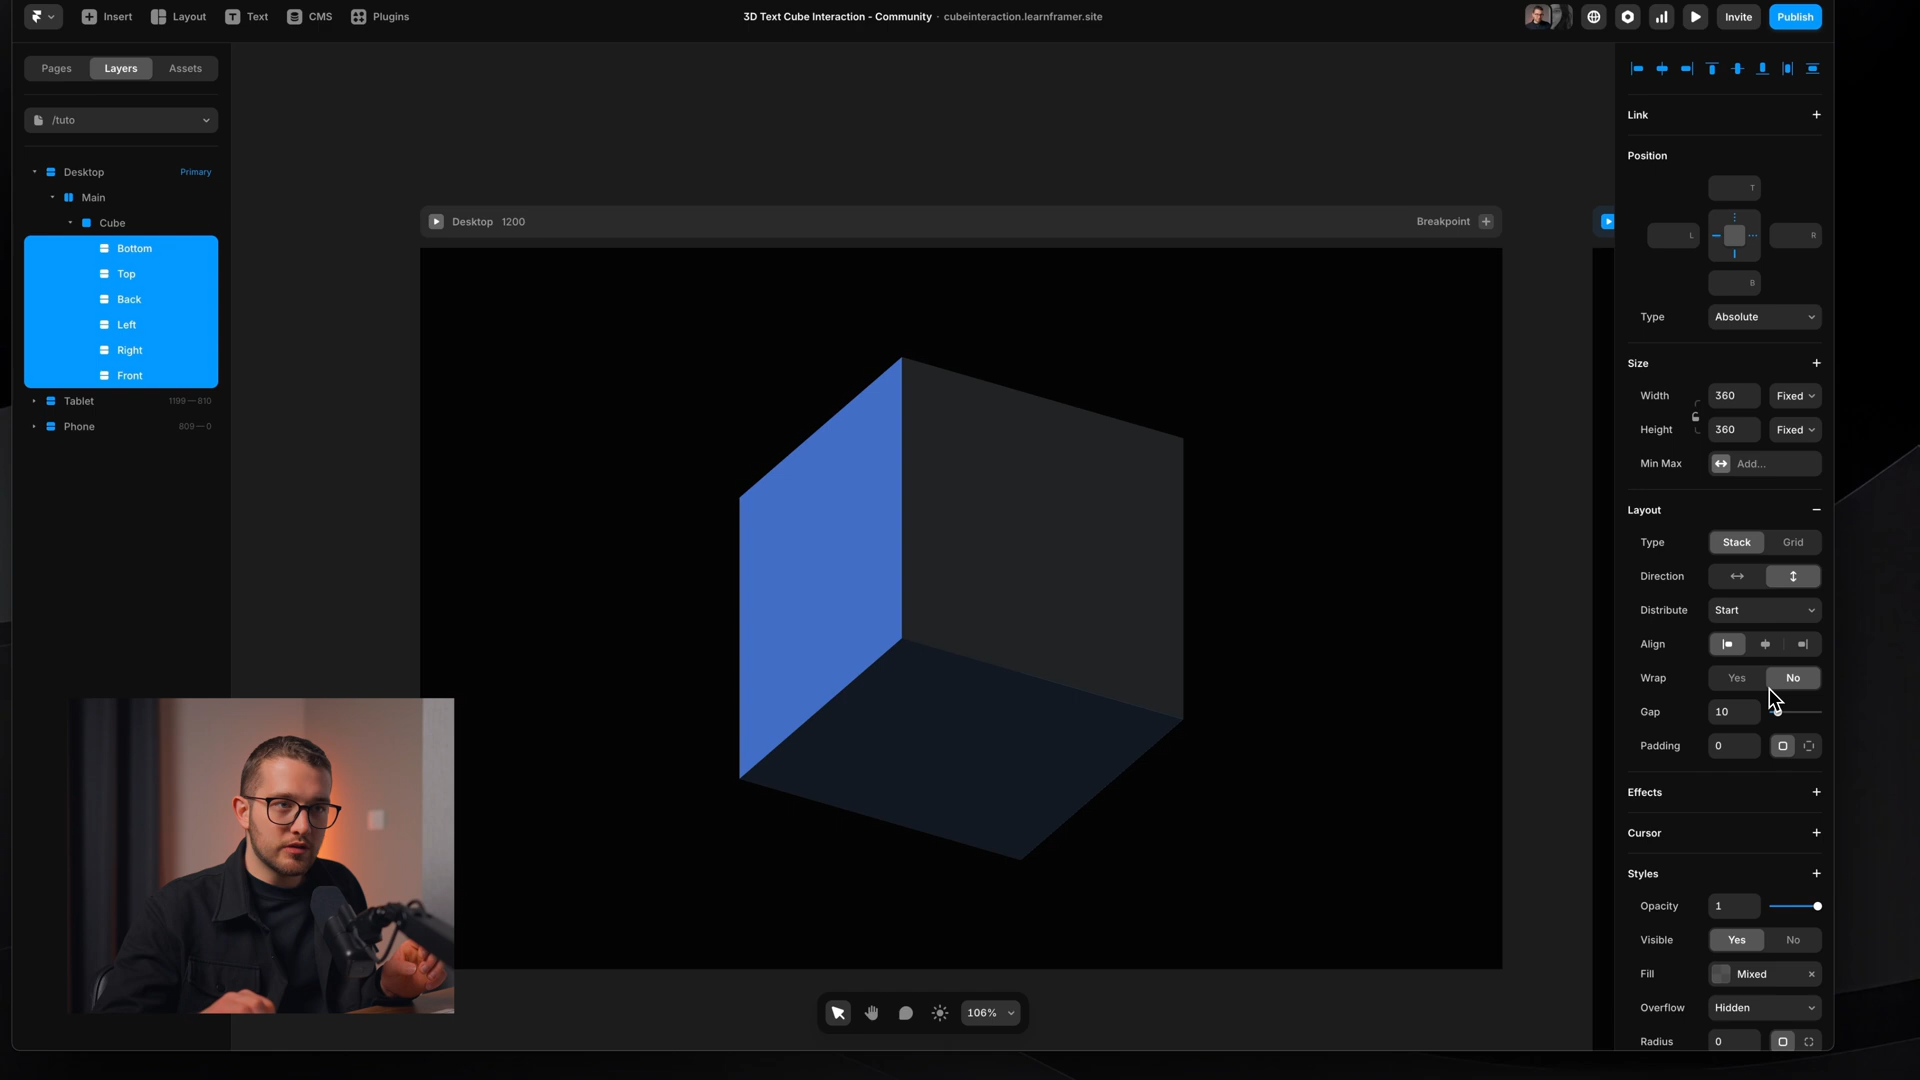 Insert
Layout
Text
CMS
Plugins
3D Text Cube Interaction - Community · cubeinteraction.learnframer.site
Invite
Publish
Pages
Layers
Assets
/tuto
Desktop
Primary
Main
Cube
Bottom
Top
Back
Left
Right
Front
Tablet
1199 — 810
Phone
809 — 0
Desktop 1200
Breakpoint
Link
Position
T
L
R
B
Type
Absolute
Size
Width
360
Fixed
Height
360
Fixed
Min Max
Add...
Layout
Type
Stack
Grid
Direction
Distribute
Start
Align
Wrap
Yes
No
Gap
10
Padding
0
Effects
Cursor
Styles
Opacity
1
Visible
Yes
No
Fill
Mixed
Overflow
Hidden
Radius
0
106%